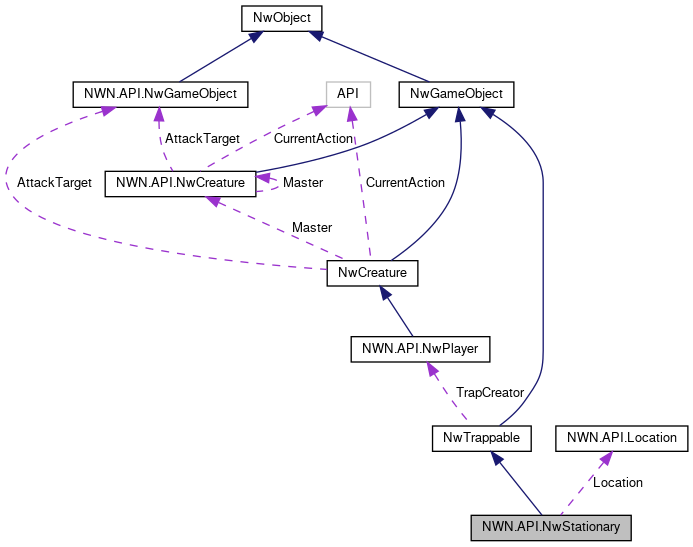 NwObject
NWN.API.NwGameObject
API
NwGameObject
AttackTarget
CurrentAction
AttackTarget
NWN.API.NwCreature
Master
CurrentAction
Master
NwCreature
NWN.API.NwPlayer
TrapCreator
NwTrappable
NWN.API.Location
Location
NWN.API.NwStationary